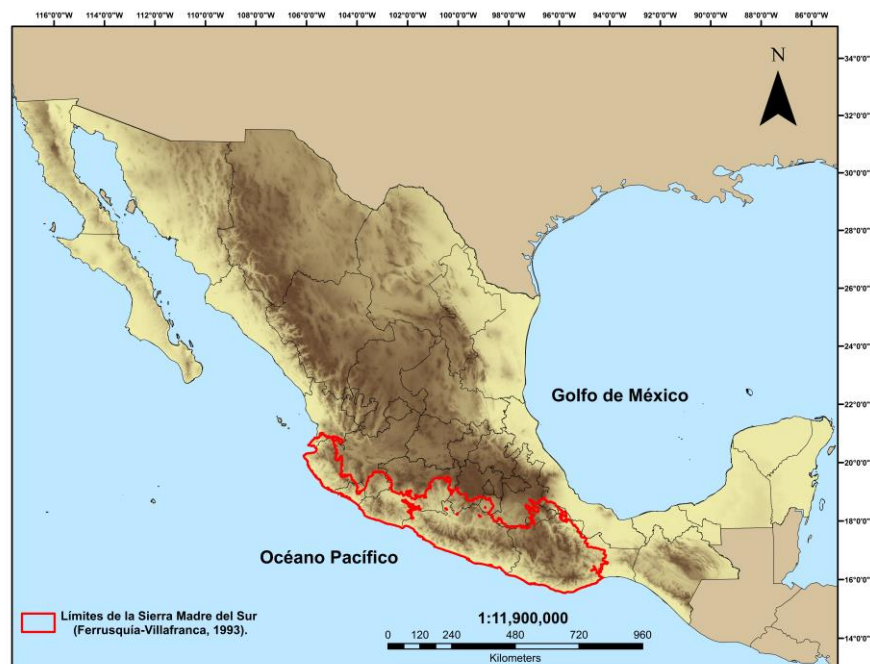 116°0'0"W 114°0'0"W 112°0'0"W 110°0'0"W 108°0'0"W 106°0'0"W 104°0'0"W 102°0'0"W 100°0'0"W 98°0'0"W 96°0'0"W 94°0'0"W 92°0'0"W 90°0'0"W 88°0'0"W 86°0'0"W
N
34°0'0"
32°0'0"
30°0'0"
28°0'0"
26°0'0"
24°0'0"
Golfo de México
22°0'0"
20°0'0"
18°0'0"
Océano Pacífico
16°0'0"
Límites de la Sierra Madre del Sur
(Ferrusquía-Villafranca, 1993).
1:11,900,000
0 120 240 480 720 960
Kilometers
14°0'0"